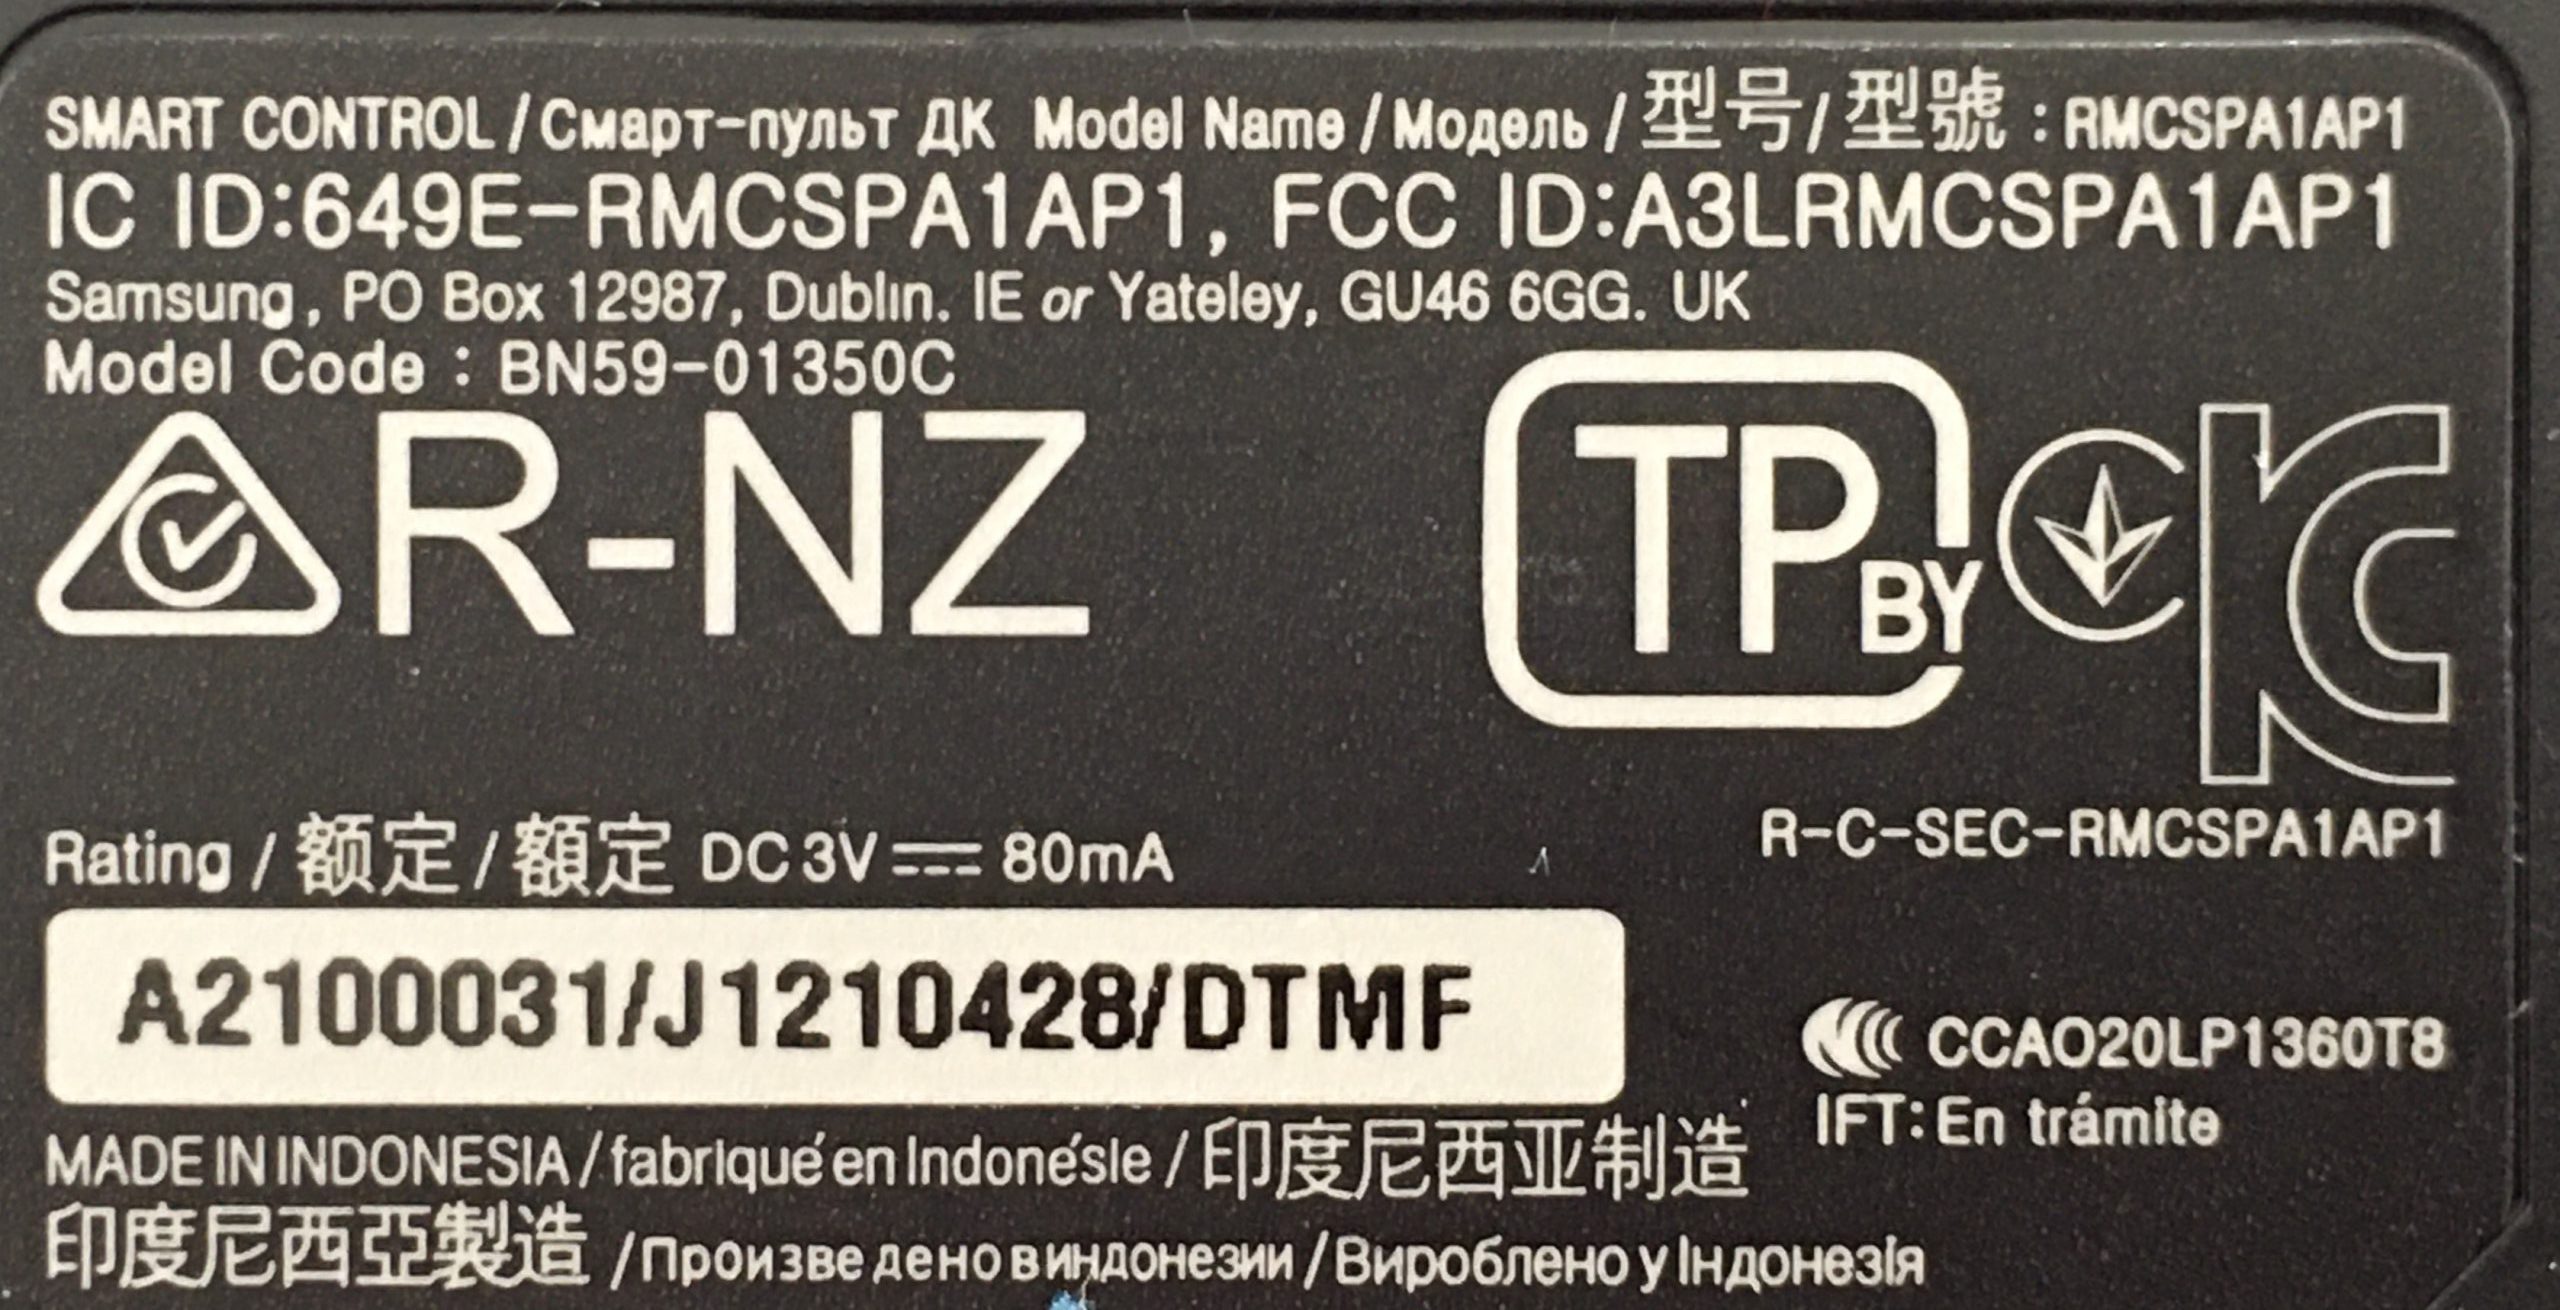 SMART CONTROL / Смарт-пульт ДК Model Name / Модель / 型号 / 型號 : RMCSPA1AP1
IC ID:649E-RMCSPA1AP1, FCC ID:A3LRMCSPA1AP1
Samsung, PO Box 12987, Dublin. IE or Yateley, GU46 6GG. UK
Model Code : BN59-01350C
R-NZ
TP BY
R-C-SEC-RMCSPA1AP1
Rating / 额定 / 額定 DC 3V ⎓ 80mA
A2100031/J1210428/DTMF
CCAO20LP1360T8
IFT: En trámite
MADE IN INDONESIA / fabriqué en Indonésie / 印度尼西亚制造
印度尼西亞製造 / Произведено в индонезии / Вироблено у Індонезія